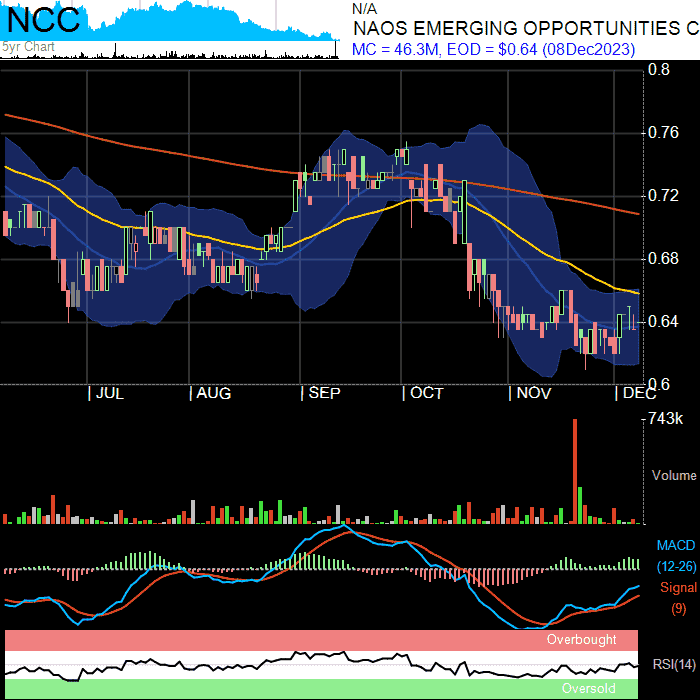 NCC
5yr Chart
N/A
NAOS EMERGING OPPORTUNITIES C
MC = 46.3M, EOD = $0.64 (08Dec2023)
0.8
0.76
0.72
0.68
0.64
0.6
JUL AUG SEP OCT NOV DEC
743k
Volume
MACD
(12-26)
Signal
(9)
Overbought
RSI(14)
Oversold